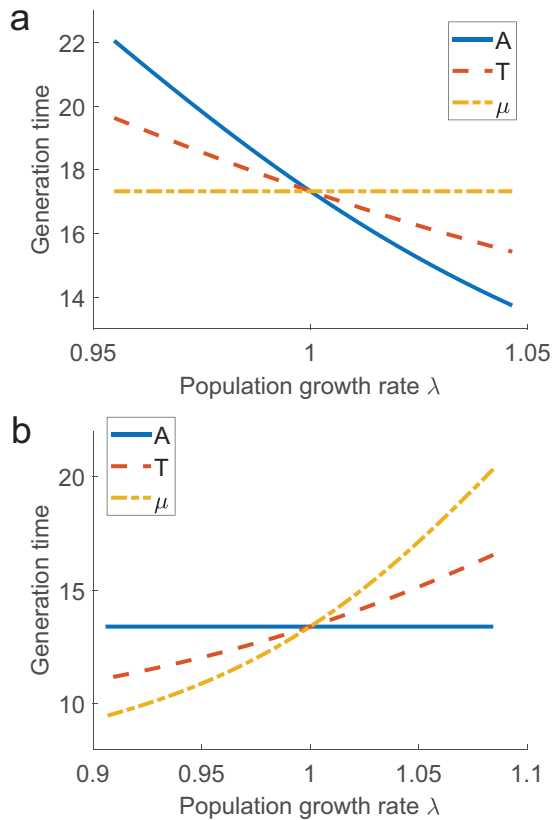 a
22
20
18
16
14
Generation time
A
T
μ
0.95
1
1.05
Population growth rate λ
b
20
15
10
Generation time
A
T
μ
0.9
0.95
1
1.05
1.1
Population growth rate λ